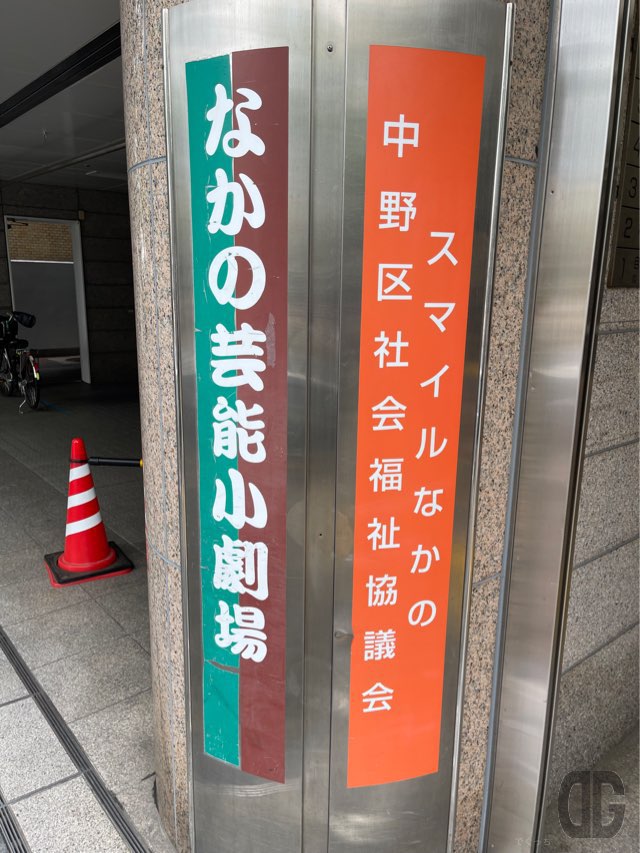 なかの芸能小劇場
スマイルなかの
中野区社会福祉協議会